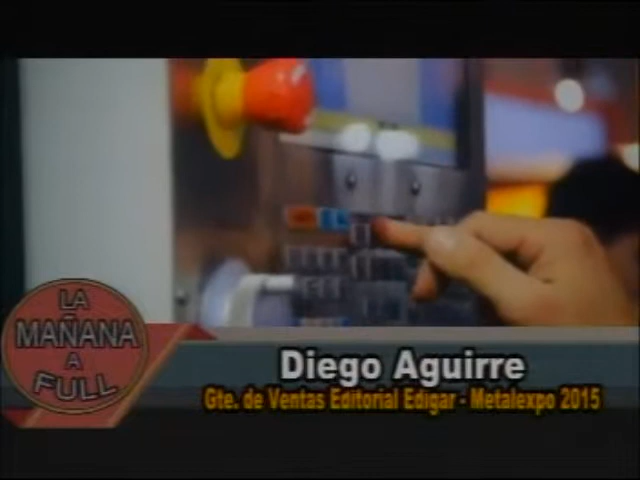 LA
MAÑANA
A
FULL
Diego Aguirre
Gte. de Ventas Editorial Edigar - Metalexpo 2015